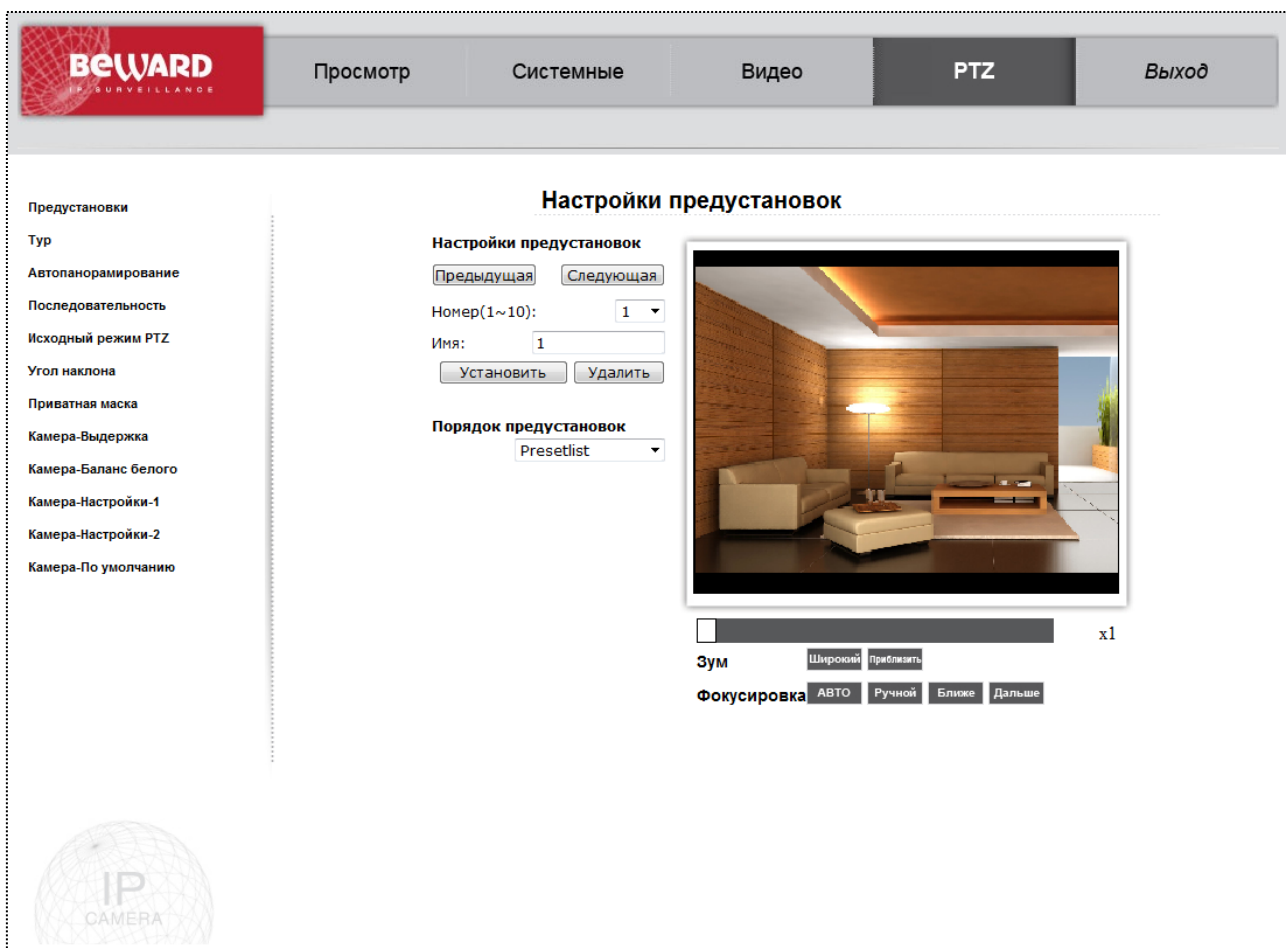 BEWARD
IP SURVEILLANCE
Просмотр
Системные
Видео
PTZ
Выход
Предустановки
Тур
Автопанорамирование
Последовательность
Исходный режим PTZ
Угол наклона
Приватная маска
Камера-Выдержка
Камера-Баланс белого
Камера-Настройки-1
Камера-Настройки-2
Камера-По умолчанию
Настройки предустановок
Настройки предустановок
Предыдущая Следующая
Номер(1~10): 1
Имя: 1
Установить Удалить
Порядок предустановок
Presetlist
x1
Зум Широкий Приблизить
Фокусировка АВТО Ручной Ближе Дальше
IP
CAMERA